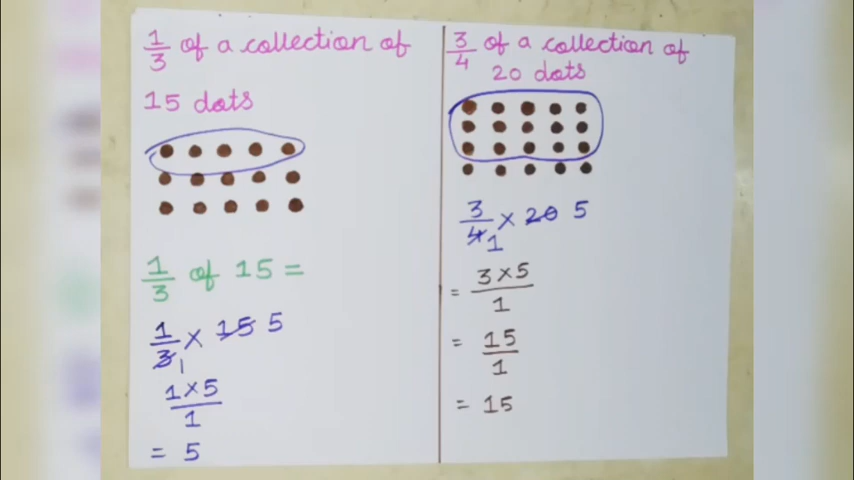 1/3 of a collection of
15 dots
1/3 of 15 =
1/3 1 × 15 5
1 × 5 / 1
= 5
3/4 of a collection of
20 dots
3/4 1 × 20 5
= 3 × 5 / 1
= 15 / 1
= 15